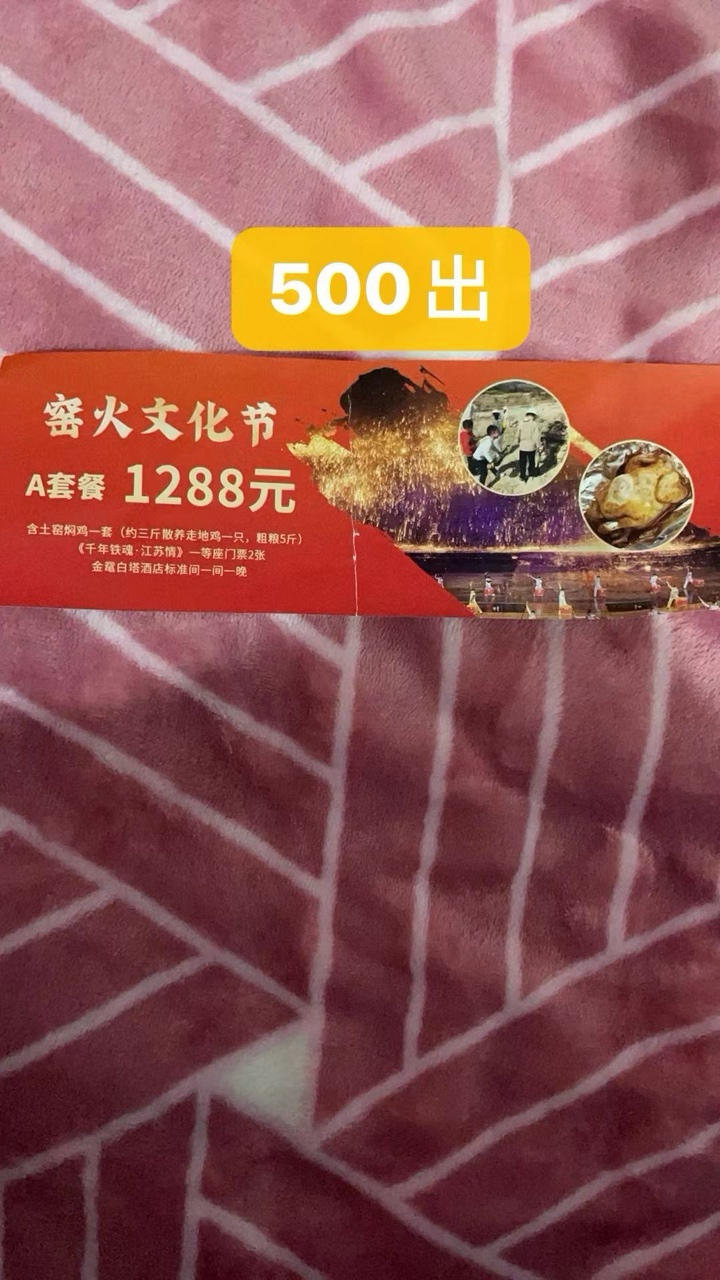 500出
窑火文化节
A套餐 1288元
含土窑焖鸡一套（约三斤散养走地鸡一只，粗粮5斤）
《千年铁魂·江苏情》一等座门票2张
金鼋白塔酒店标准间一间一晚